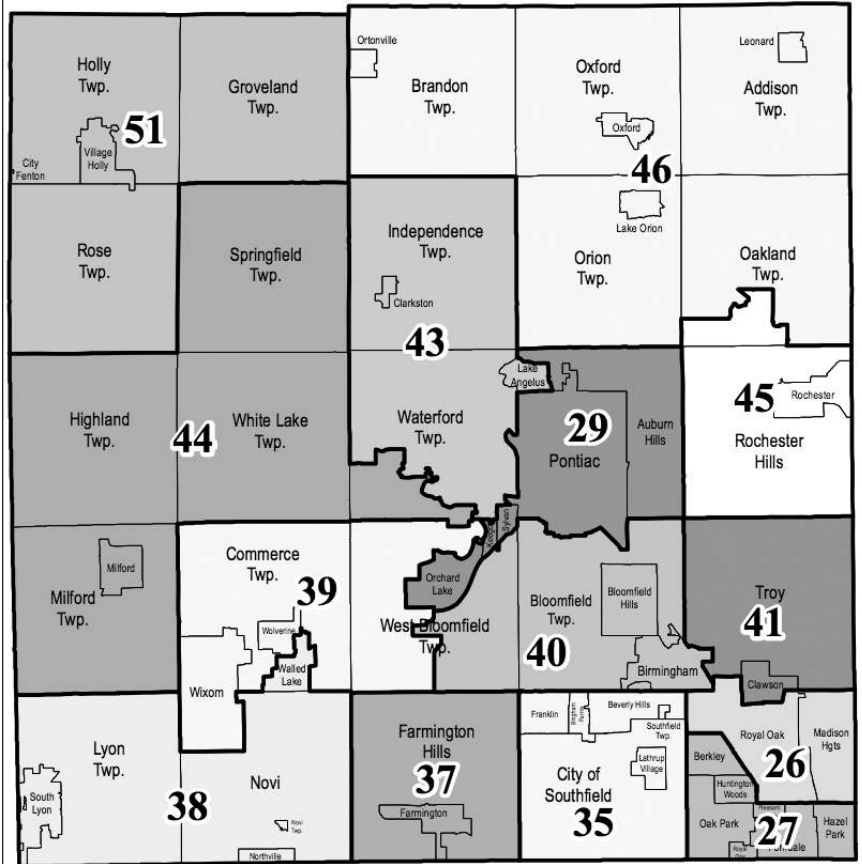 Holly
Twp.
Groveland
Twp.
51
Village
Holly
City
Fenton
Ortonville
Brandon
Twp.
Oxford
Twp.
Oxford
46
Leonard
Addison
Twp.
Rose
Twp.
Springfield
Twp.
Independence
Twp.
Clarkston
43
Lake Orion
Orion
Twp.
Oakland
Twp.
Highland
Twp.
44
White Lake
Twp.
Waterford
Twp.
Lake
Angelus
29
Pontiac
Auburn
Hills
45
Rochester
Rochester
Hills
Milford
Milford
Twp.
Commerce
Twp.
39
Wolverine
Walled
Lake
Wixom
Sylvan
Orchard
Lake
West Bloomfield
Twp.
Bloomfield
Twp.
Bloomfield
Hills
40
Birmingham
Troy
41
Clawson
Lyon
Twp.
South
Lyon
38
Novi
Novi
Twp.
Northville
Farmington
Hills
37
Farmington
Franklin
Bingham
Farms
Beverly Hills
Southfield
Twp.
Lathrup
Village
City of
Southfield
35
Royal Oak
Madison
Hgts
26
Berkley
Huntington
Woods
Oak Park
Pleasant
27
Hazel
Park
Royal